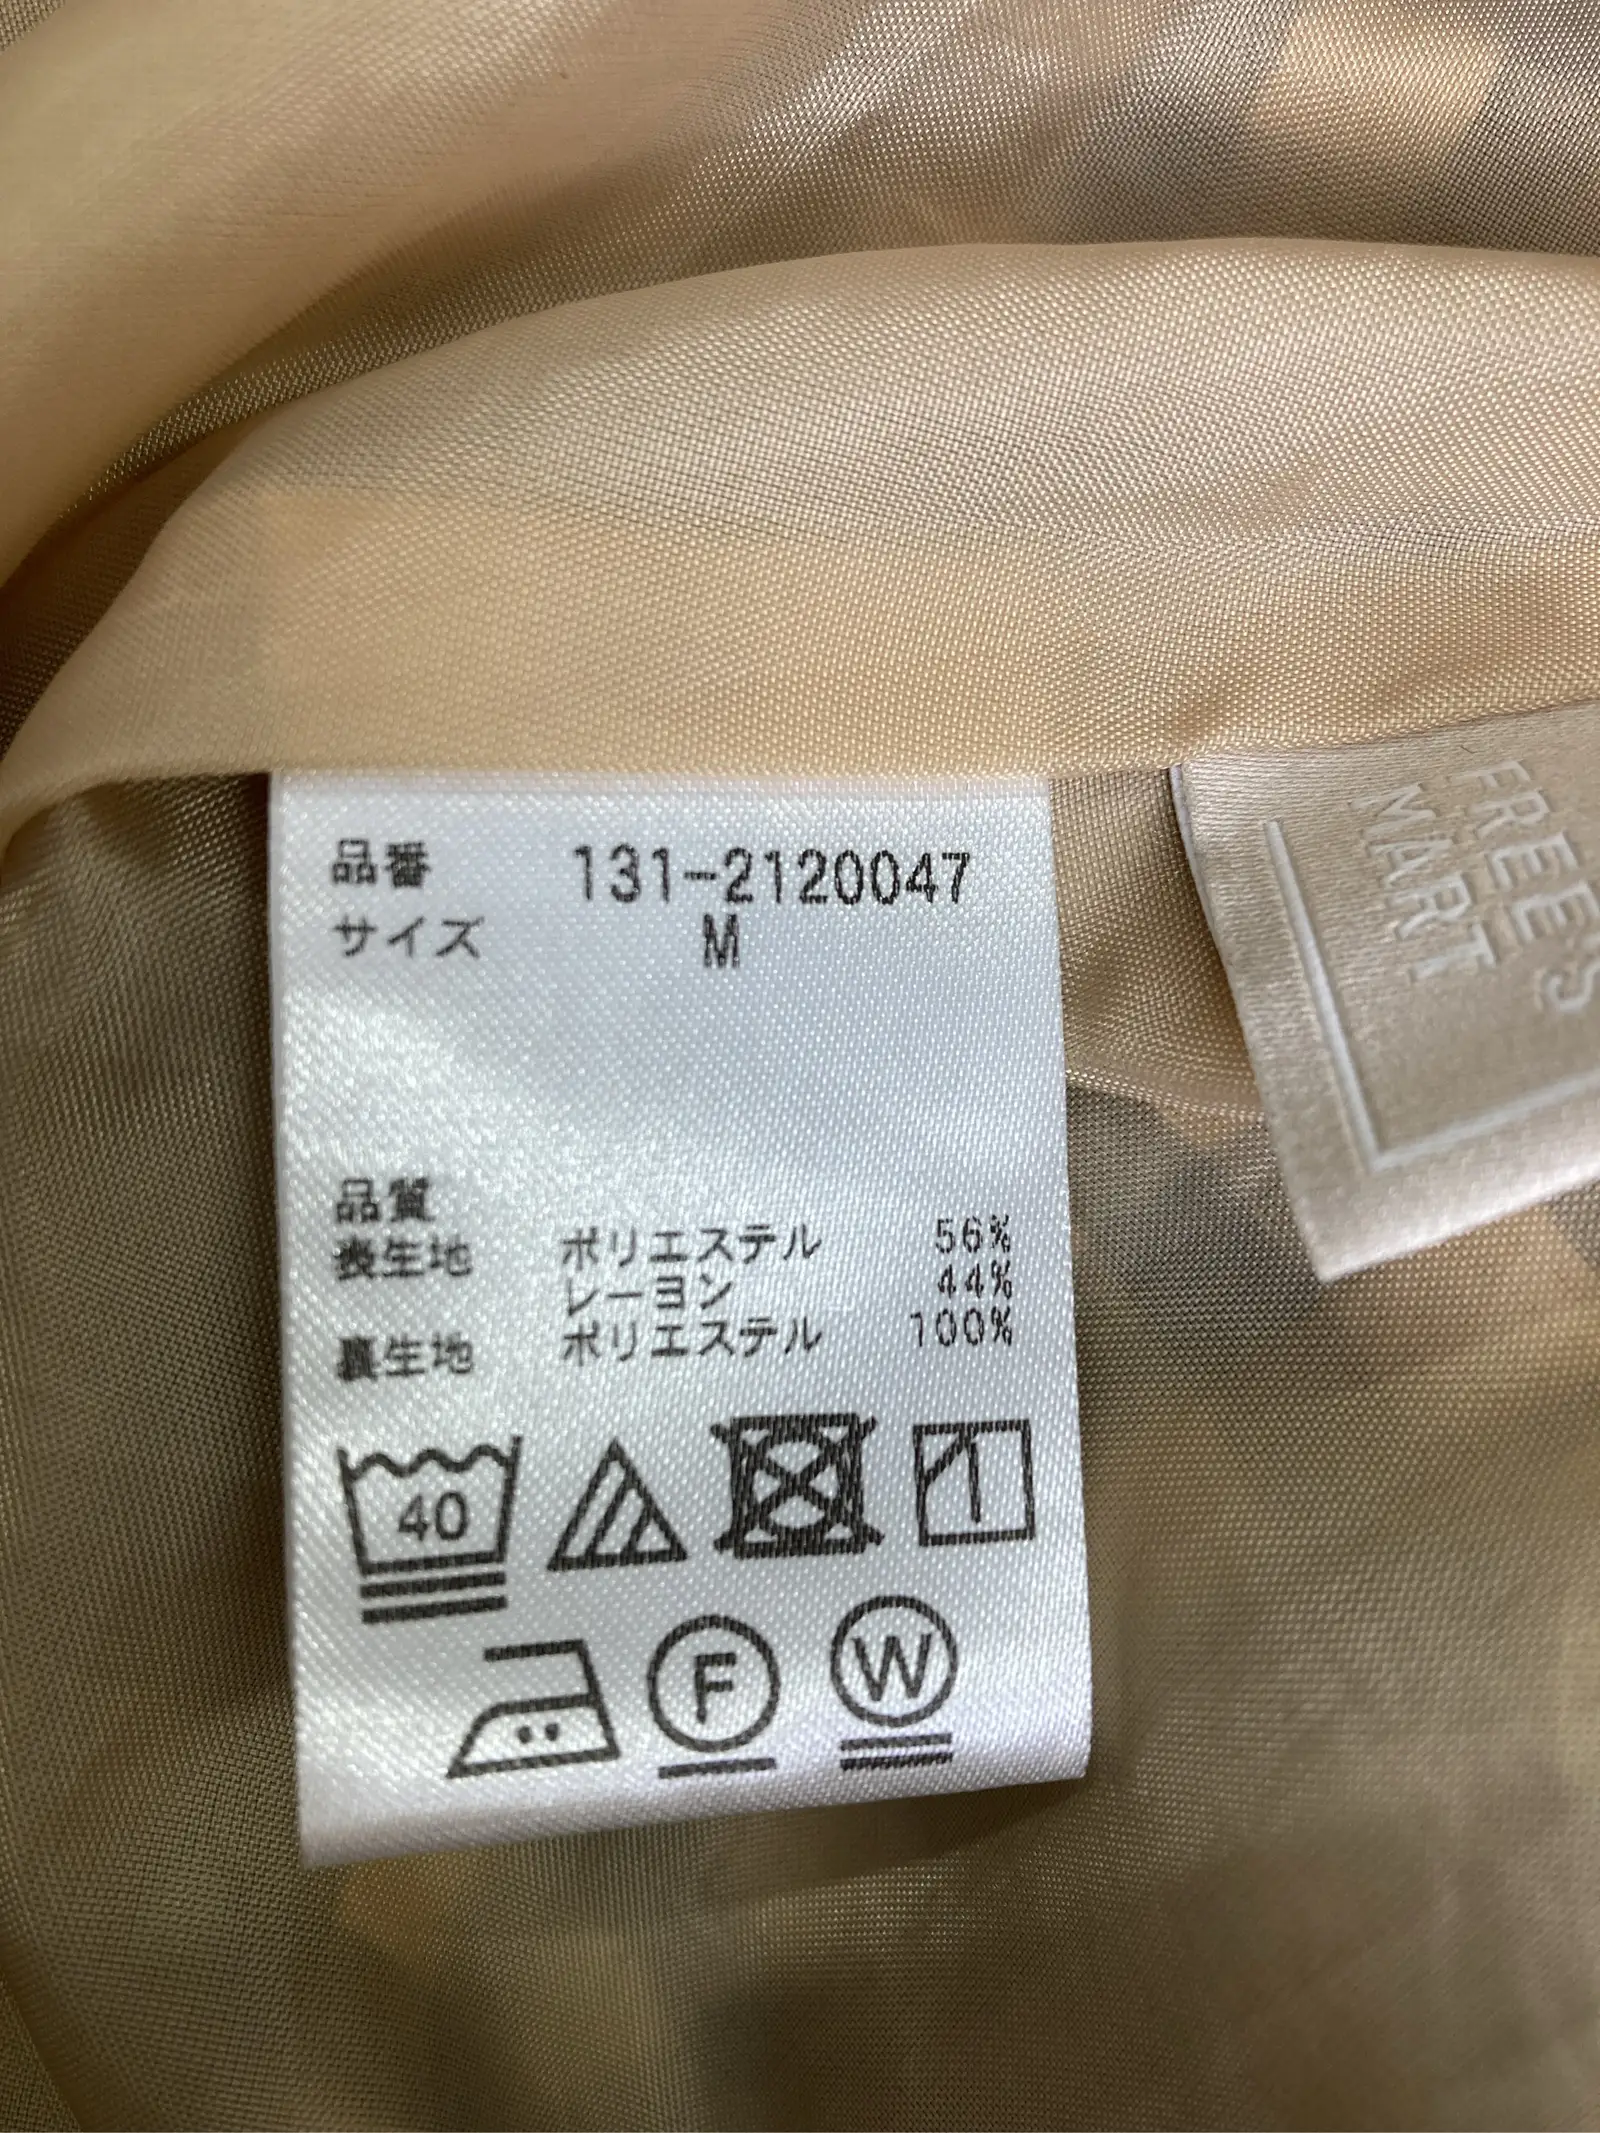 品番 131-2120047
サイズ M
品質
表生地 ポリエステル 56%
レーヨン 44%
裏生地 ポリエステル 100%
40
F
W
FREE'S
MART